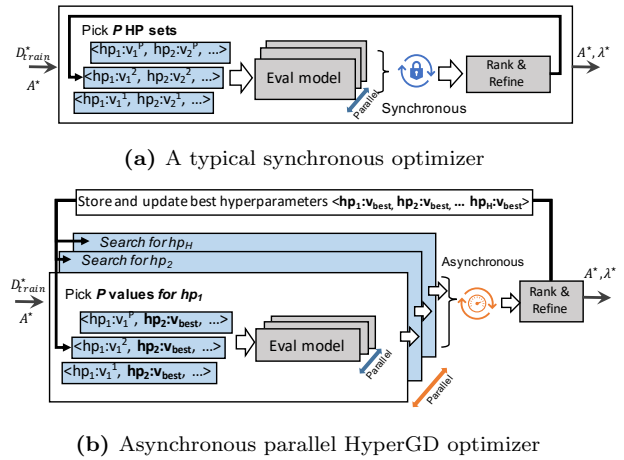 Pick P HP sets
D*train
A*
<hp₁:v₁ᴾ, hp₂:v₂ᴾ, ...>
<hp₁:v₁², hp₂:v₂², ...>
<hp₁:v₁¹, hp₂:v₂¹, ...>
Eval model
Parallel
Synchronous
Rank &
Refine
A*, λ*
(a) A typical synchronous optimizer
Store and update best hyperparameters <hp₁:vbest, hp₂:vbest, ... hpH:vbest>
Search for hpH
Search for hp₂
Asynchronous
D*train
A*
Pick P values for hp₁
<hp₁:v₁ᴾ, hp₂:vbest, ...>
<hp₁:v₁², hp₂:vbest, ...>
<hp₁:v₁¹, hp₂:vbest, ...>
Eval model
Parallel
Parallel
Rank &
Refine
A*, λ*
(b) Asynchronous parallel HyperGD optimizer